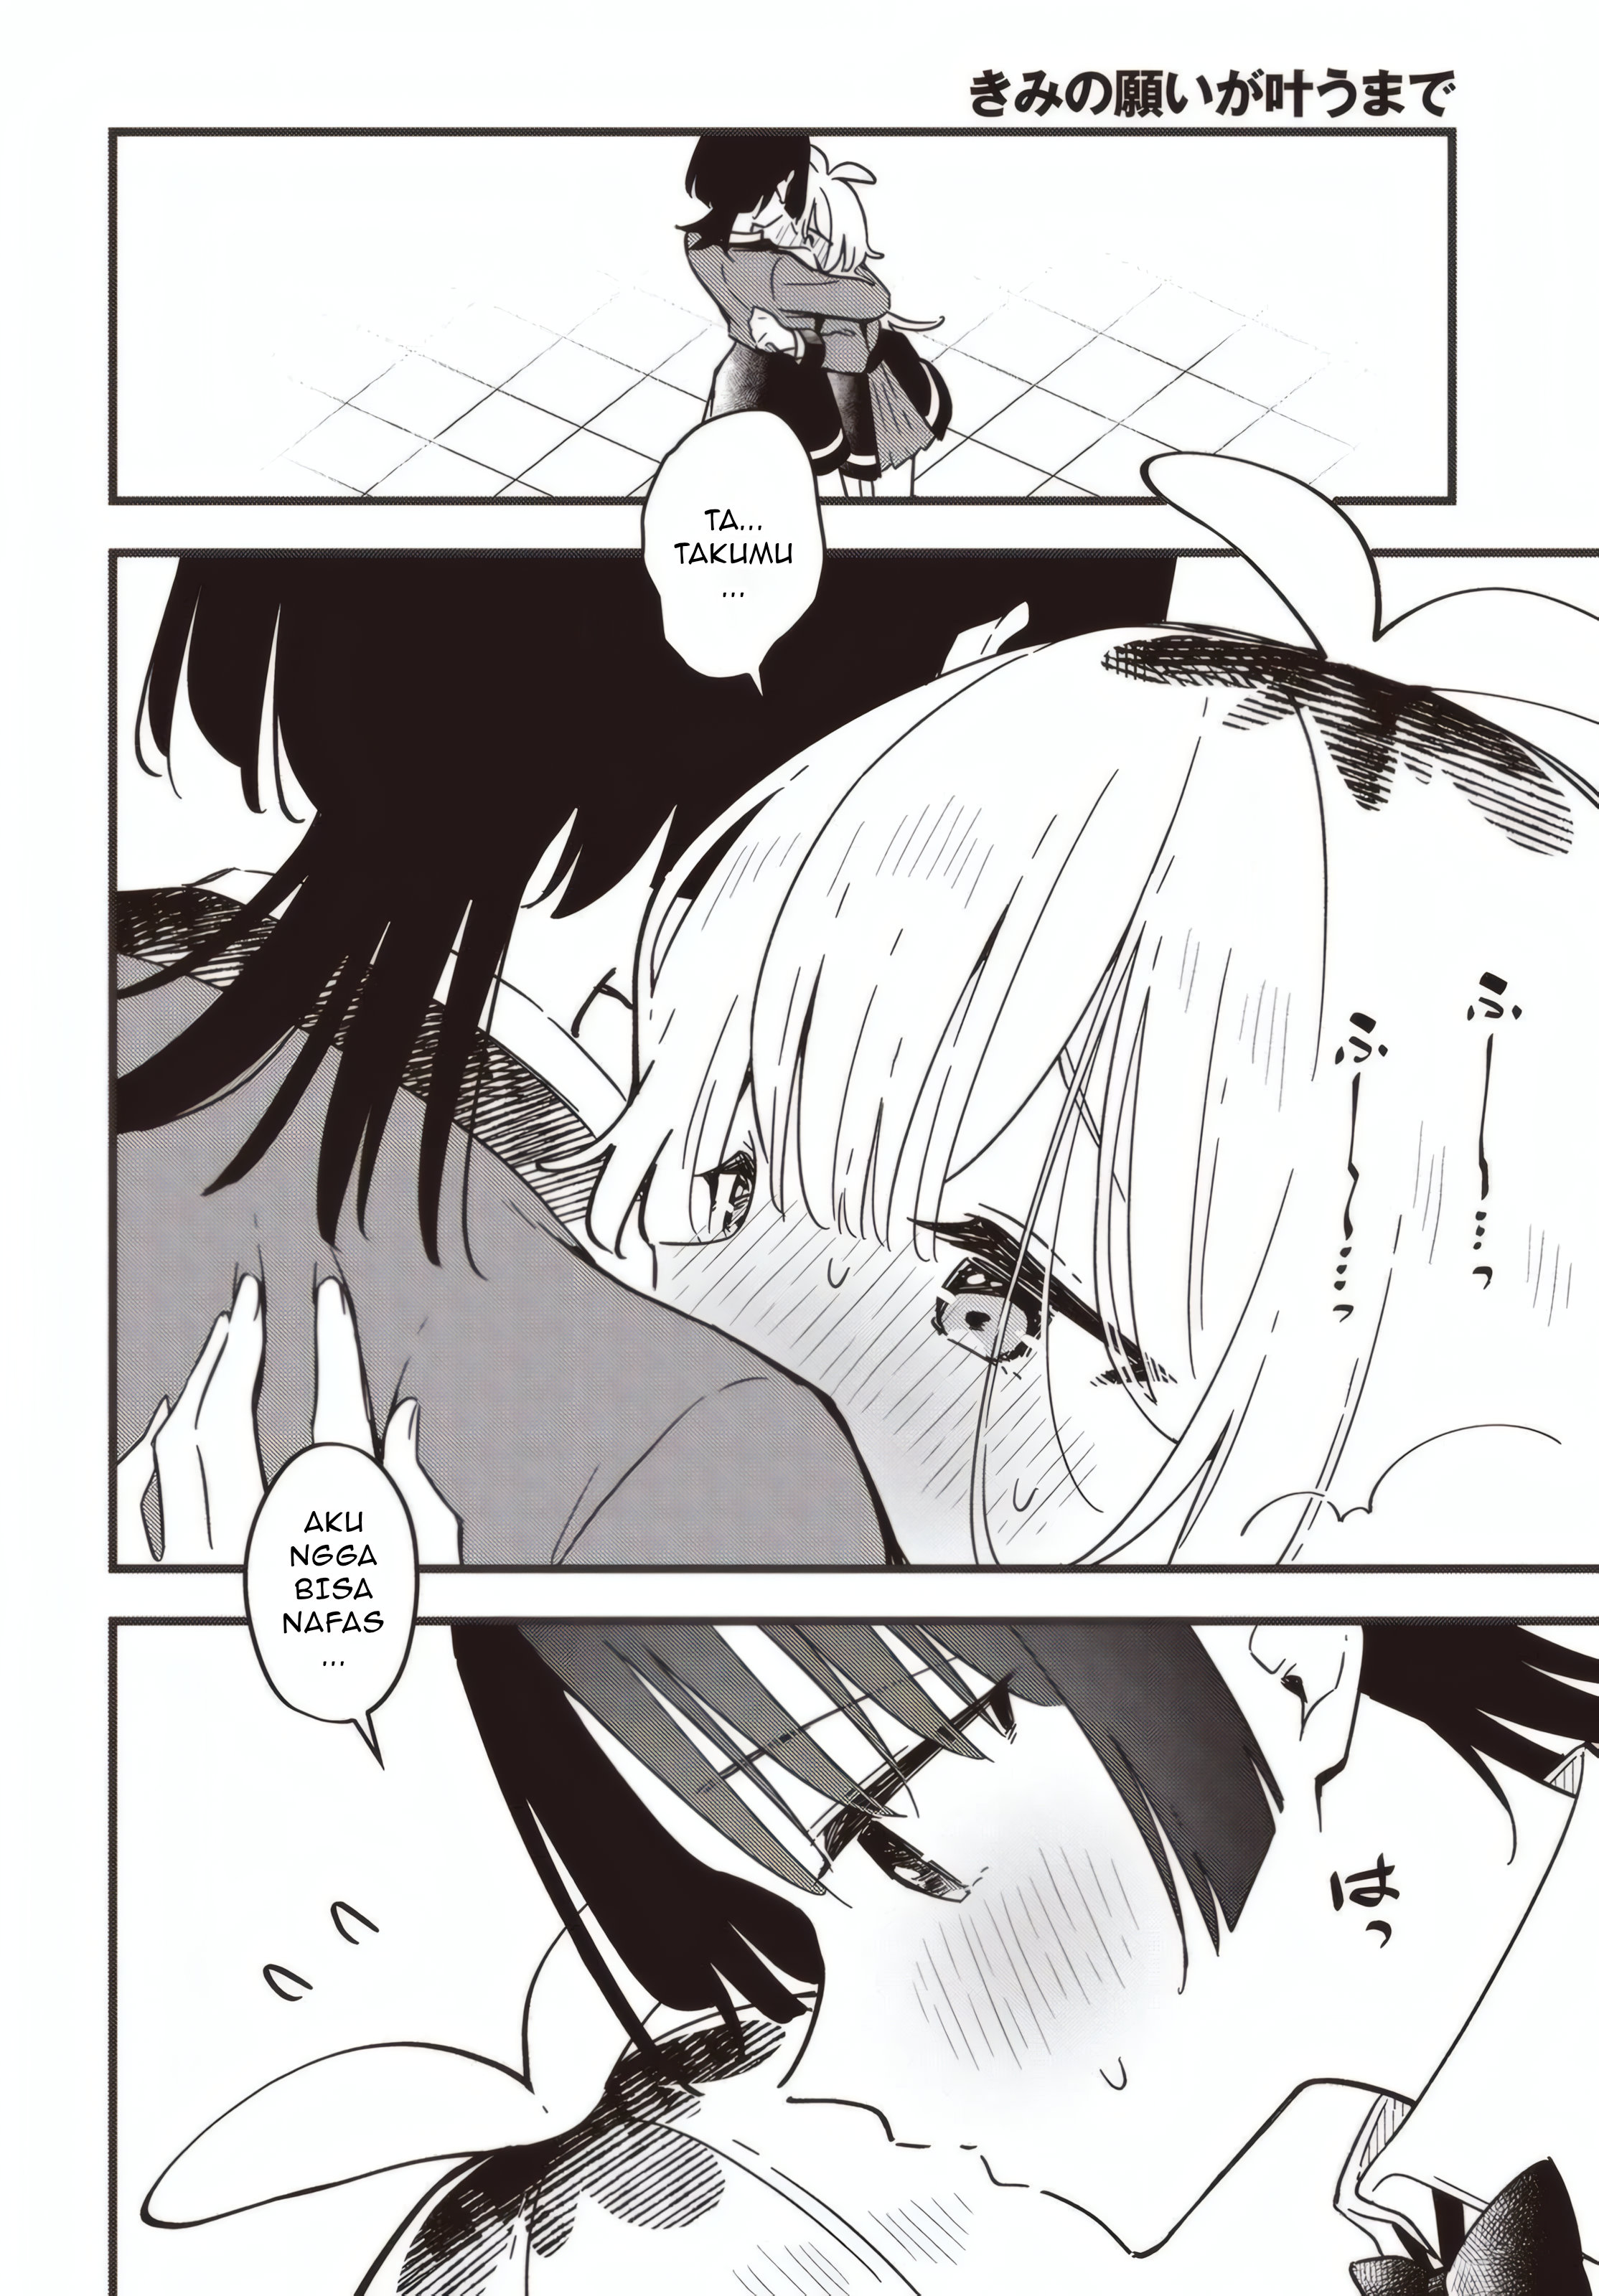 きみの願いが叶うまで
TA...
TAKUMU
...
ふーっ
ふー…っ
AKU
NGGA
BISA
NAFAS
...
はっ